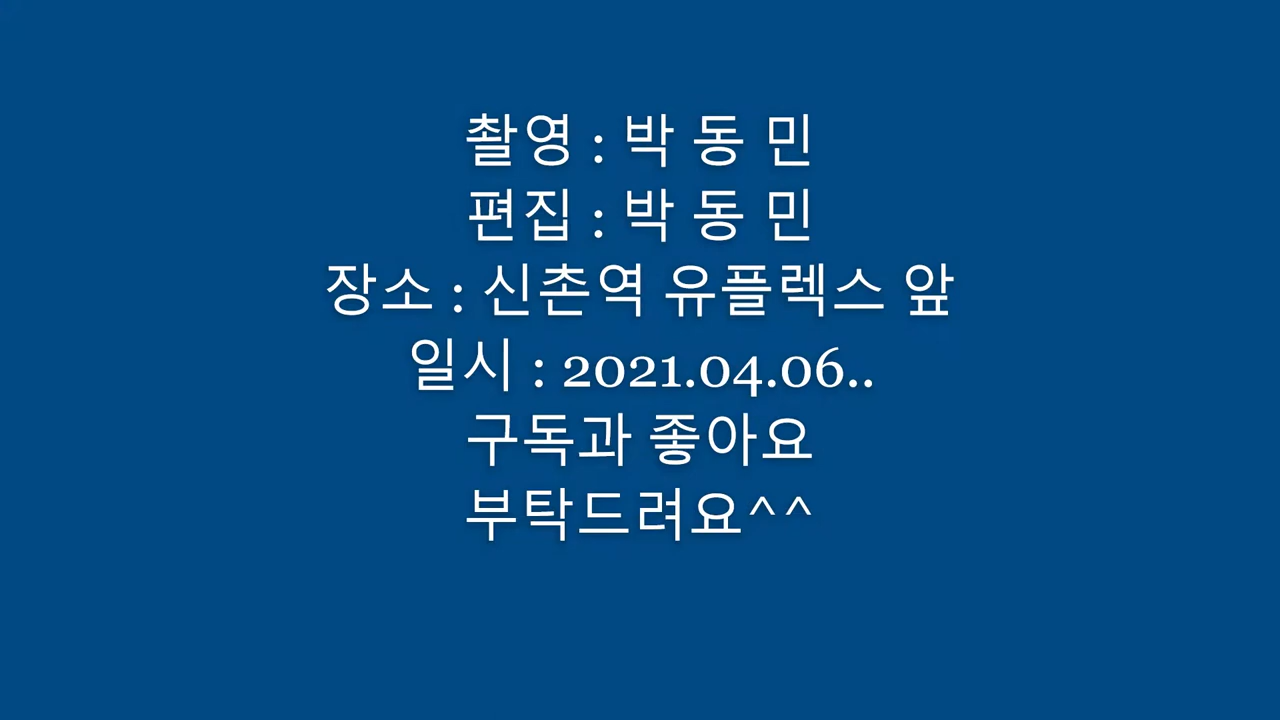 촬영 : 박 동 민
편집 : 박 동 민
장소 : 신촌역 유플렉스 앞
일시 : 2021.04.06..
구독과 좋아요
부탁드려요^^